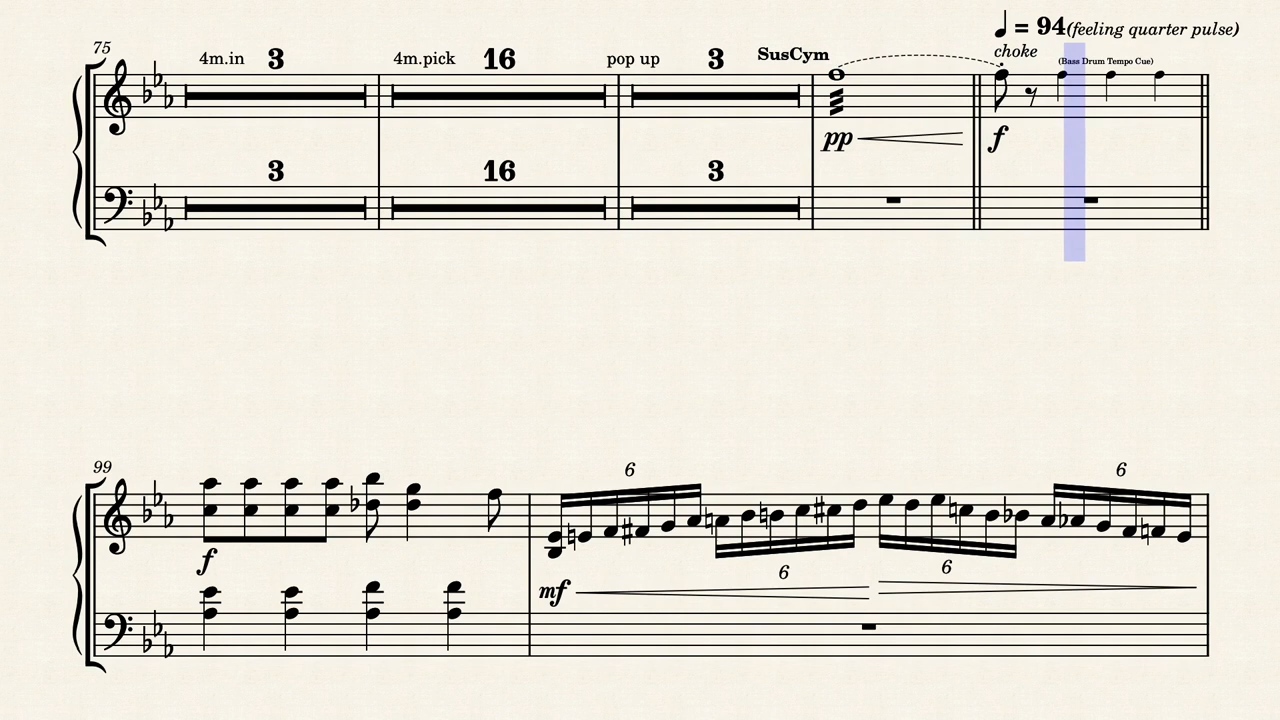 = 94(feeling quarter pulse)
75 4m.in 3 4m.pick 16 pop up 3 SusCym choke (Bass Drum Tempo Cue)
pp f
3 16 3
99 6 6
f 6 6
mf